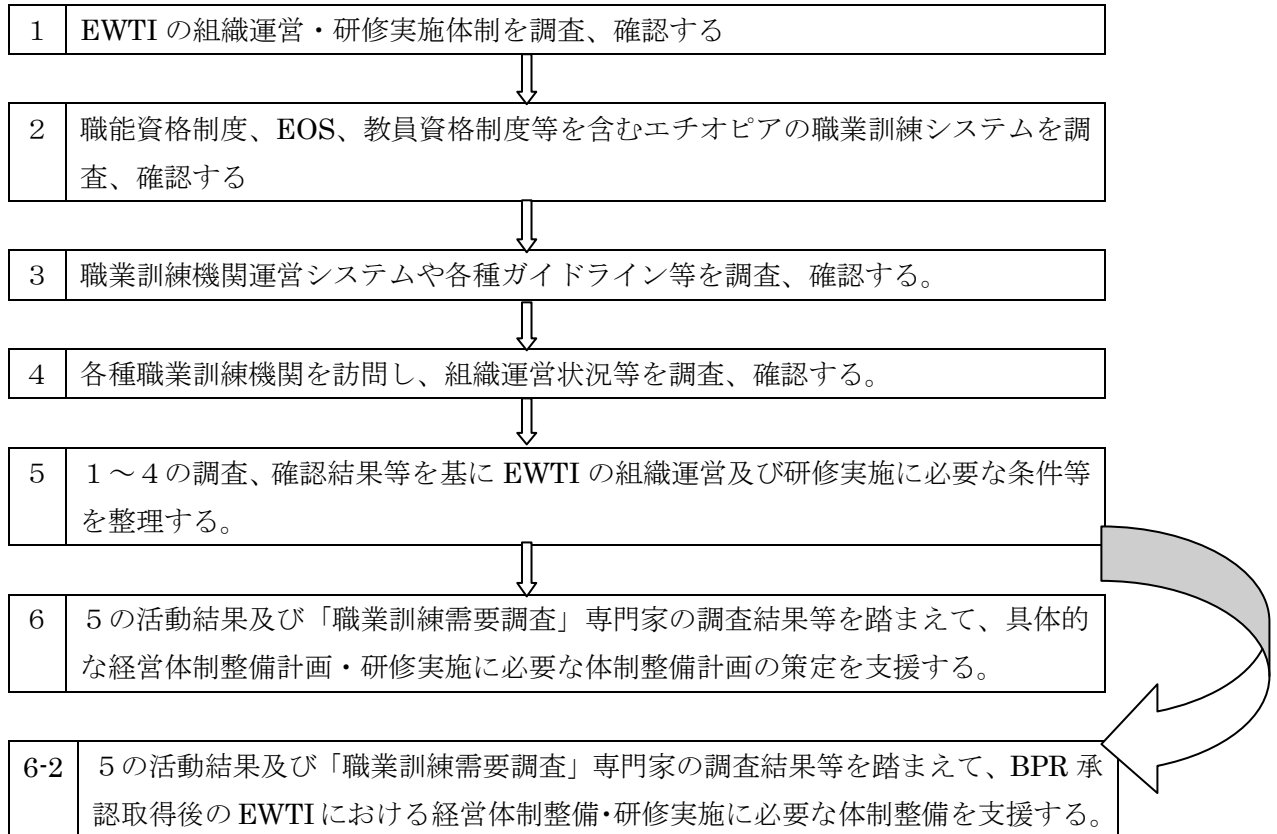 １ EWTI の組織運営・研修実施体制を調査、確認する
２ 職能資格制度、EOS、教員資格制度等を含むエチオピアの職業訓練システムを調
査、確認する
３ 職業訓練機関運営システムや各種ガイドライン等を調査、確認する。
４ 各種職業訓練機関を訪問し、組織運営状況等を調査、確認する。
５ １～４の調査、確認結果等を基に EWTI の組織運営及び研修実施に必要な条件等
を整理する。
６ ５の活動結果及び「職業訓練需要調査」専門家の調査結果等を踏まえて、具体的
な経営体制整備計画・研修実施に必要な体制整備計画の策定を支援する。
6-2 ５の活動結果及び「職業訓練需要調査」専門家の調査結果等を踏まえて、BPR 承
認取得後の EWTI における経営体制整備・研修実施に必要な体制整備を支援する。